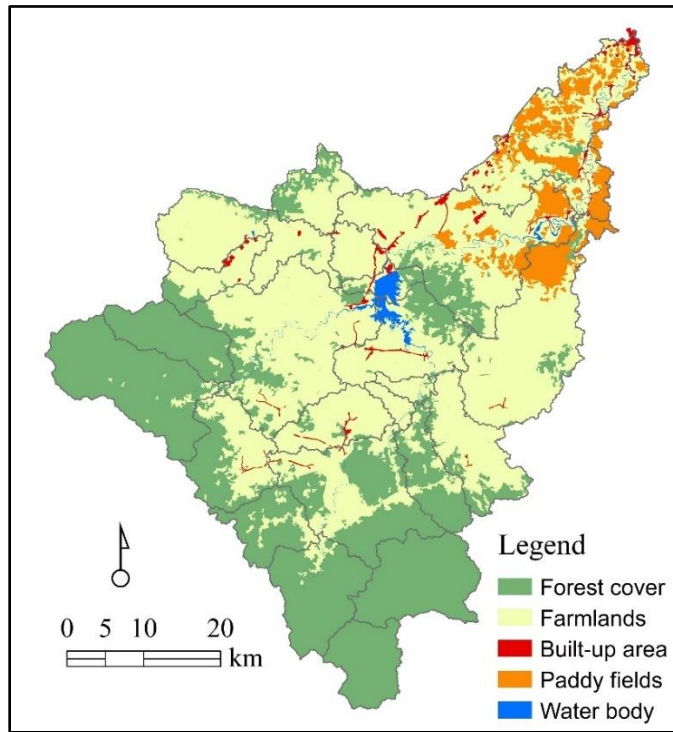 Legend
Forest cover
Farmlands
Built-up area
Paddy fields
Water body
0 5 10 20
km